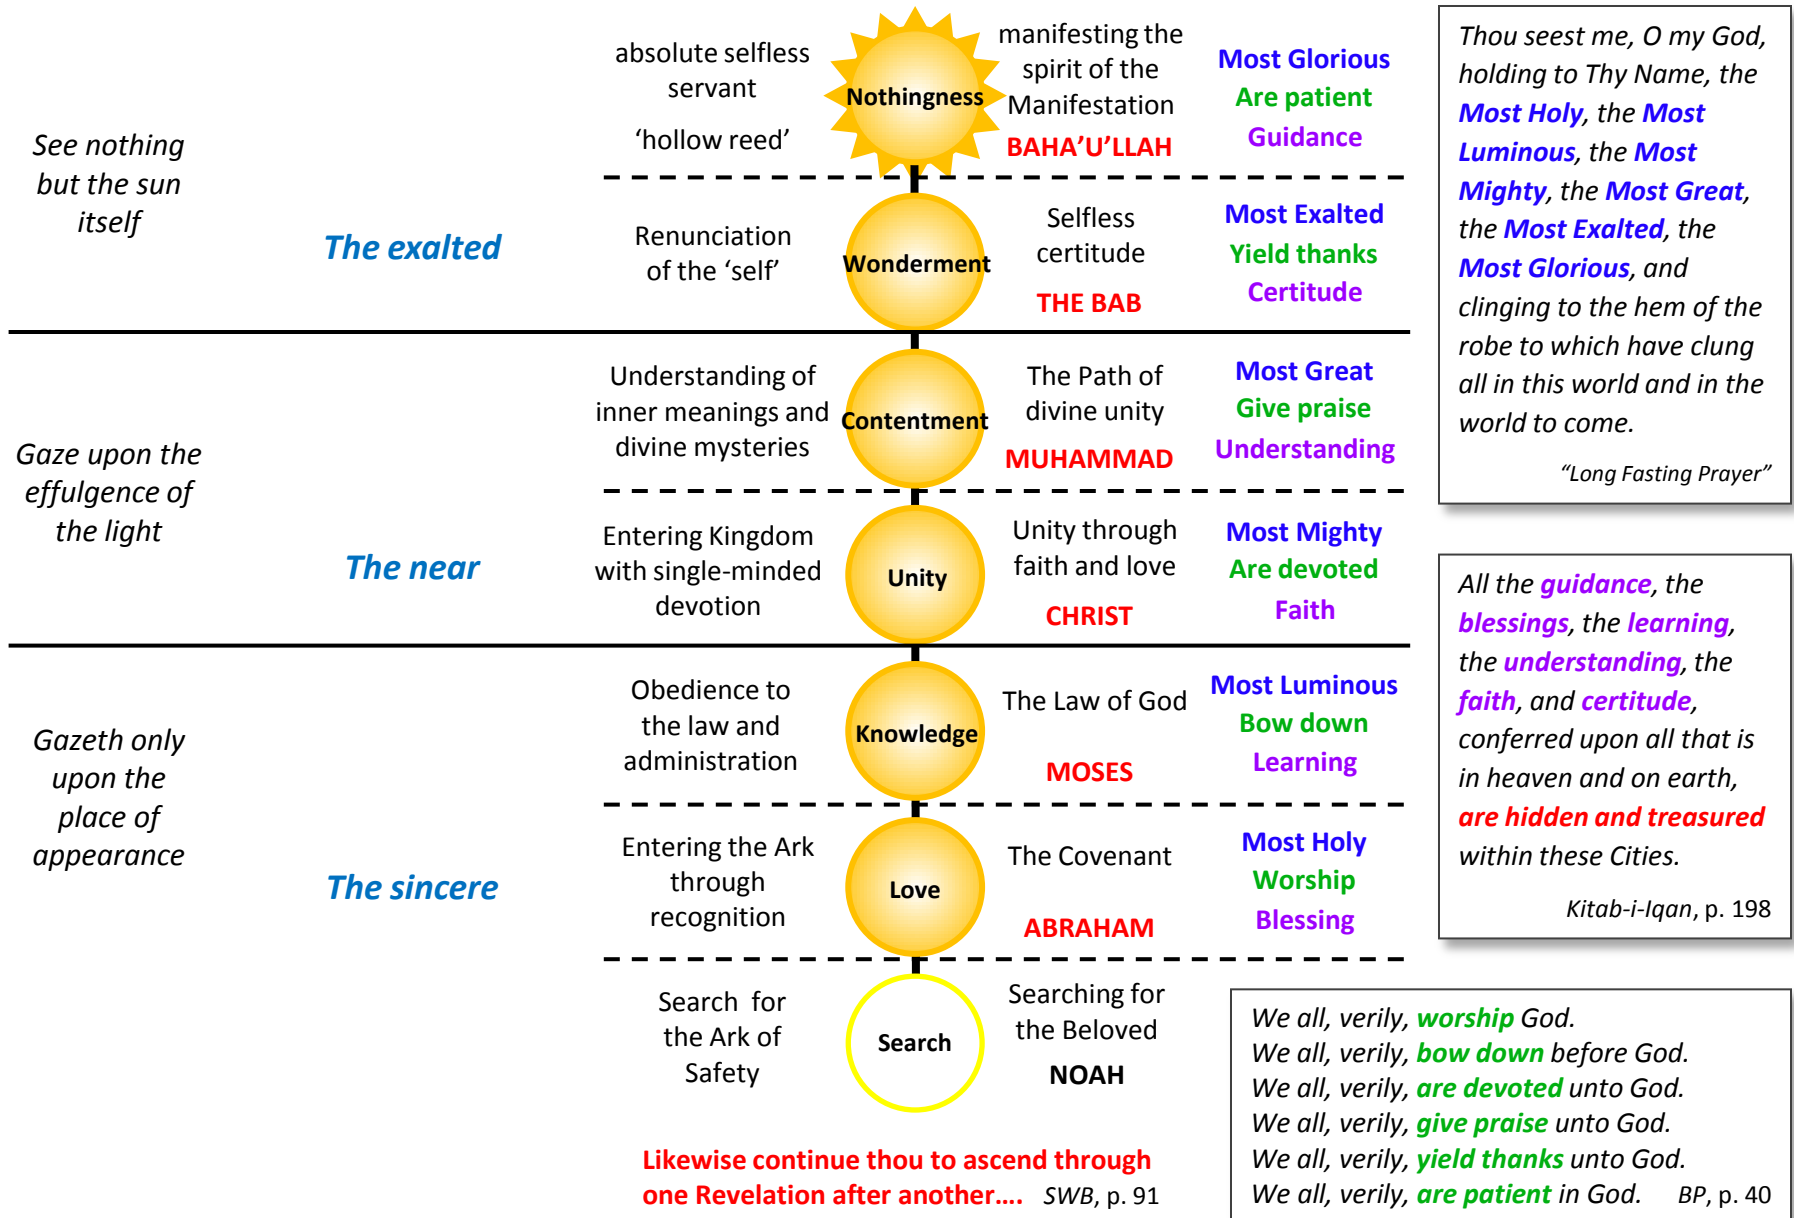 absolute selfless
servant
'hollow reed'
Nothingness
manifesting the
spirit of the
Manifestation
BAHA'U'LLAH
Most Glorious
Are patient
Guidance
See nothing
but the sun
itself
The exalted
Renunciation
of the 'self'
Wonderment
Selfless
certitude
THE BAB
Most Exalted
Yield thanks
Certitude
Understanding of
inner meanings and
divine mysteries
Contentment
The Path of
divine unity
MUHAMMAD
Most Great
Give praise
Understanding
Gaze upon the
effulgence of
the light
The near
Entering Kingdom
with single-minded
devotion
Unity
Unity through
faith and love
CHRIST
Most Mighty
Are devoted
Faith
Obedience to
the law and
administration
Knowledge
The Law of God
MOSES
Most Luminous
Bow down
Learning
Gazeth only
upon the
place of
appearance
The sincere
Entering the Ark
through
recognition
Love
The Covenant
ABRAHAM
Most Holy
Worship
Blessing
Search for
the Ark of
Safety
Search
Searching for
the Beloved
NOAH
Likewise continue thou to ascend through
one Revelation after another.... SWB, p. 91
Thou seest me, O my God,
holding to Thy Name, the
Most Holy, the Most
Luminous, the Most
Mighty, the Most Great,
the Most Exalted, the
Most Glorious, and
clinging to the hem of the
robe to which have clung
all in this world and in the
world to come.
"Long Fasting Prayer"
All the guidance, the
blessings, the learning,
the understanding, the
faith, and certitude,
conferred upon all that is
in heaven and on earth,
are hidden and treasured
within these Cities.
Kitab-i-Iqan, p. 198
We all, verily, worship God.
We all, verily, bow down before God.
We all, verily, are devoted unto God.
We all, verily, give praise unto God.
We all, verily, yield thanks unto God.
We all, verily, are patient in God. BP, p. 40